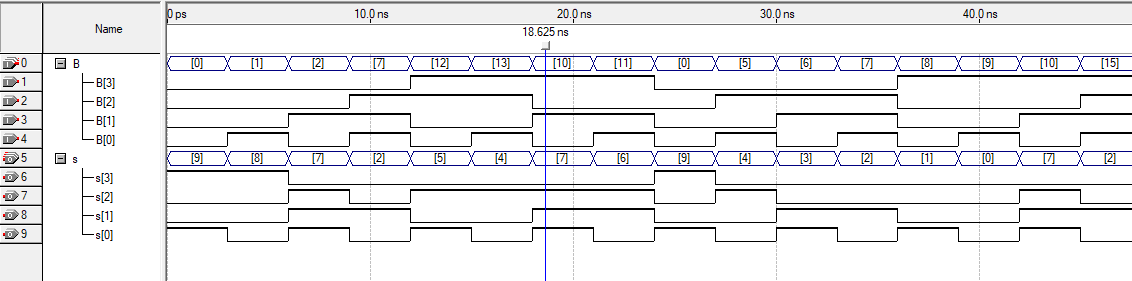 0 ps 10.0 ns 20.0 ns 30.0 ns 40.0 ns
Name
18.625 ns
0 B [0] [1] [2] [7] [12] [13] [10] [11] [0] [5] [6] [7] [8] [9] [10] [15]
1 B[3]
2 B[2]
3 B[1]
4 B[0]
5 s [9] [8] [7] [2] [5] [4] [7] [6] [9] [4] [3] [2] [1] [0] [7] [2]
6 s[3]
7 s[2]
8 s[1]
9 s[0]